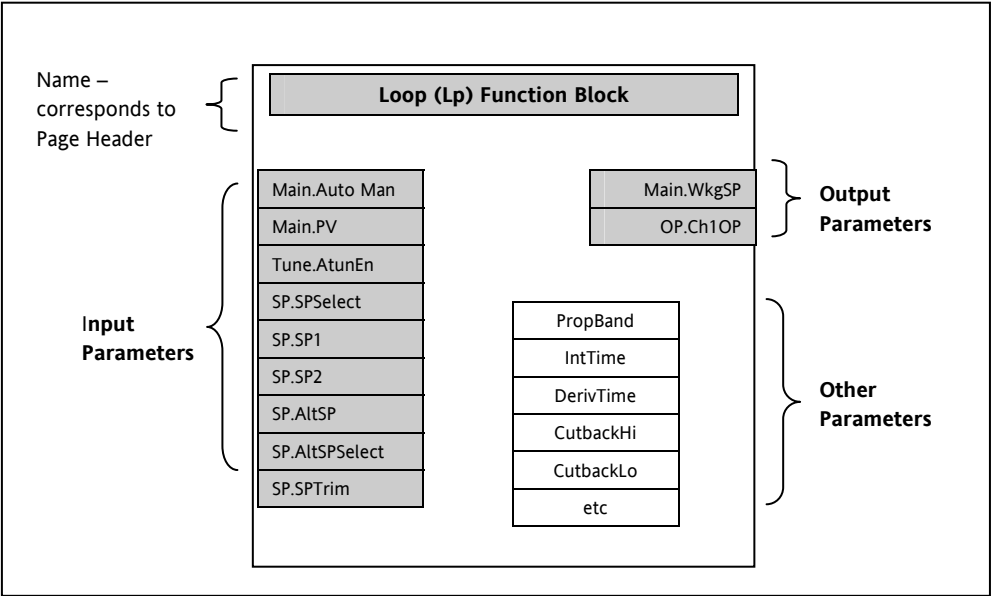 Name –
corresponds to
Page Header
Loop (Lp) Function Block
Main.Auto Man
Main.PV
Tune.AtunEn
SP.SPSelect
SP.SP1
SP.SP2
SP.AltSP
SP.AltSPSelect
SP.SPTrim
Input
Parameters
Main.WkgSP
OP.Ch1OP
Output
Parameters
PropBand
IntTime
DerivTime
CutbackHi
CutbackLo
etc
Other
Parameters